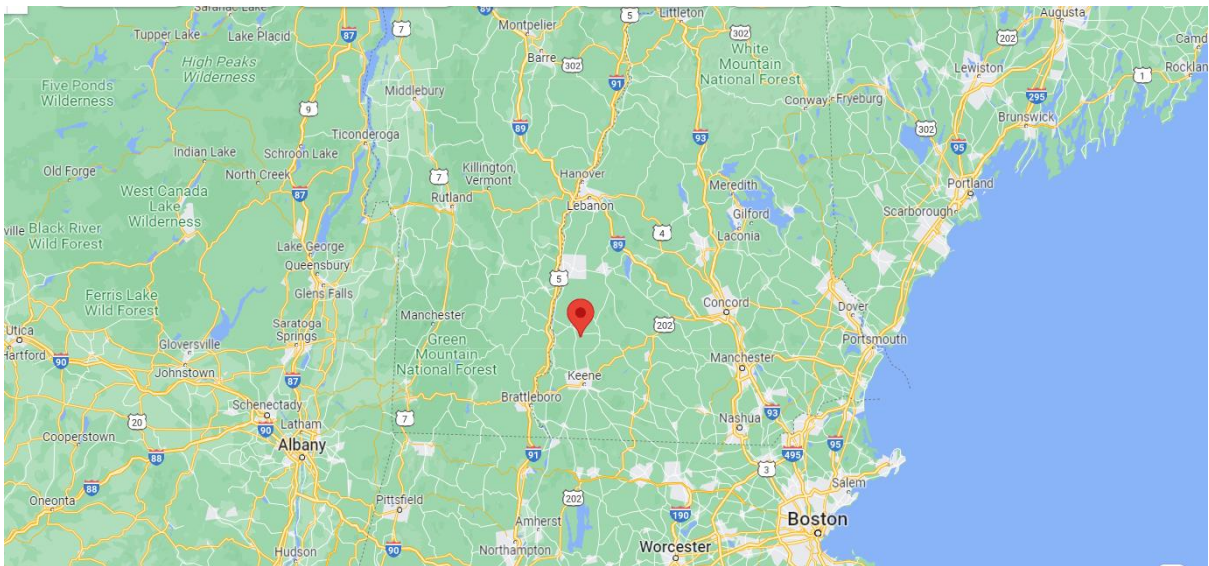 Saranac Lake
Tupper Lake
Lake Placid
87
7
89
Montpelier
5
Littleton
302
Augusta
202
Camd
Rockland
High Peaks
Wilderness
Barre
302
White
Mountain
National Forest
Lewiston
1
Five Ponds
Wilderness
9
Middlebury
91
Conway
Fryeburg
295
Brunswick
Ticonderoga
89
93
302
95
Indian Lake
Schroon Lake
Old Forge
North Creek
87
7
Killington,
Vermont
Hanover
Meredith
Portland
West Canada
Lake
Wilderness
Rutland
Lebanon
Gilford
Laconia
Scarborough
ville
Black River
Wild Forest
Lake George
Queensbury
4
89
Glens Falls
5
Ferris Lake
Wild Forest
Manchester
Concord
Dover
Utica
Hartford
90
Saratoga
Springs
Green
Mountain
National Forest
202
Portsmouth
Gloversville
Johnstown
87
Keene
Manchester
Brattleboro
Schenectady
Latham
20
90
Albany
7
Nashua
93
95
Cooperstown
88
91
3
495
88
Oneonta
Pittsfield
202
Salem
Amherst
190
Boston
Hudson
90
Northampton
Worcester